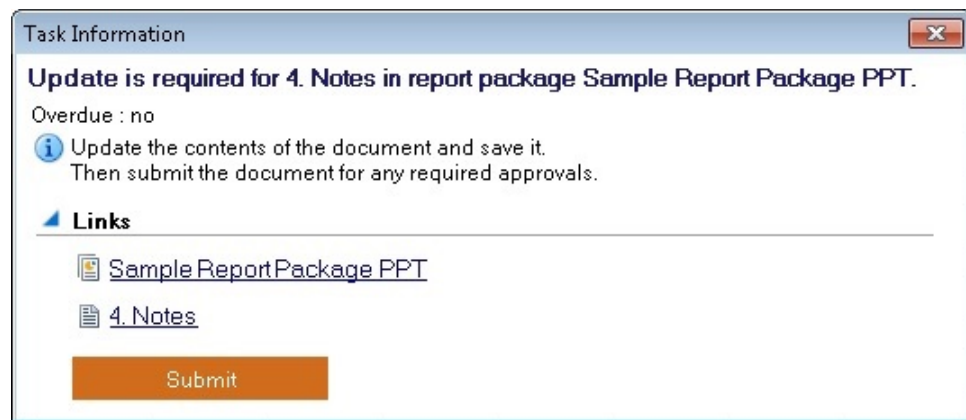 Task Information
Update is required for 4. Notes in report package Sample Report Package PPT.
Overdue : no
Update the contents of the document and save it.
Then submit the document for any required approvals.
Links
Sample Report Package PPT
4. Notes
Submit